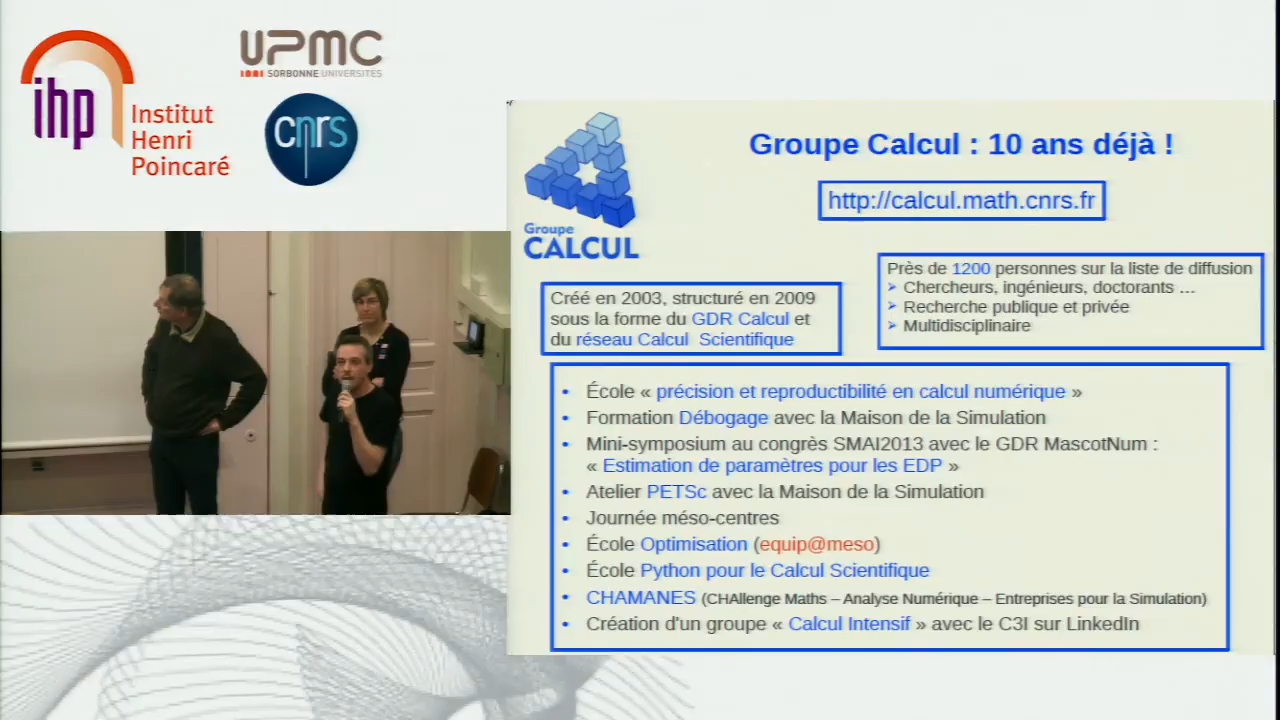 ihp
Institut
Henri
Poincaré
UPMC
SORBONNE UNIVERSITÉS
cnrs
Groupe
CALCUL
Groupe Calcul : 10 ans déjà !
http://calcul.math.cnrs.fr
Créé en 2003, structuré en 2009
sous la forme du GDR Calcul et
du réseau Calcul Scientifique
Près de 1200 personnes sur la liste de diffusion
➢ Chercheurs, ingénieurs, doctorants ...
➢ Recherche publique et privée
➢ Multidisciplinaire
• École « précision et reproductibilité en calcul numérique »
• Formation Débogage avec la Maison de la Simulation
• Mini-symposium au congrès SMAI2013 avec le GDR MascotNum :
« Estimation de paramètres pour les EDP »
• Atelier PETSc avec la Maison de la Simulation
• Journée méso-centres
• École Optimisation (equip@meso)
• École Python pour le Calcul Scientifique
• CHAMANES (CHAllenge Maths – Analyse Numérique – Entreprises pour la Simulation)
• Création d'un groupe « Calcul Intensif » avec le C3I sur LinkedIn